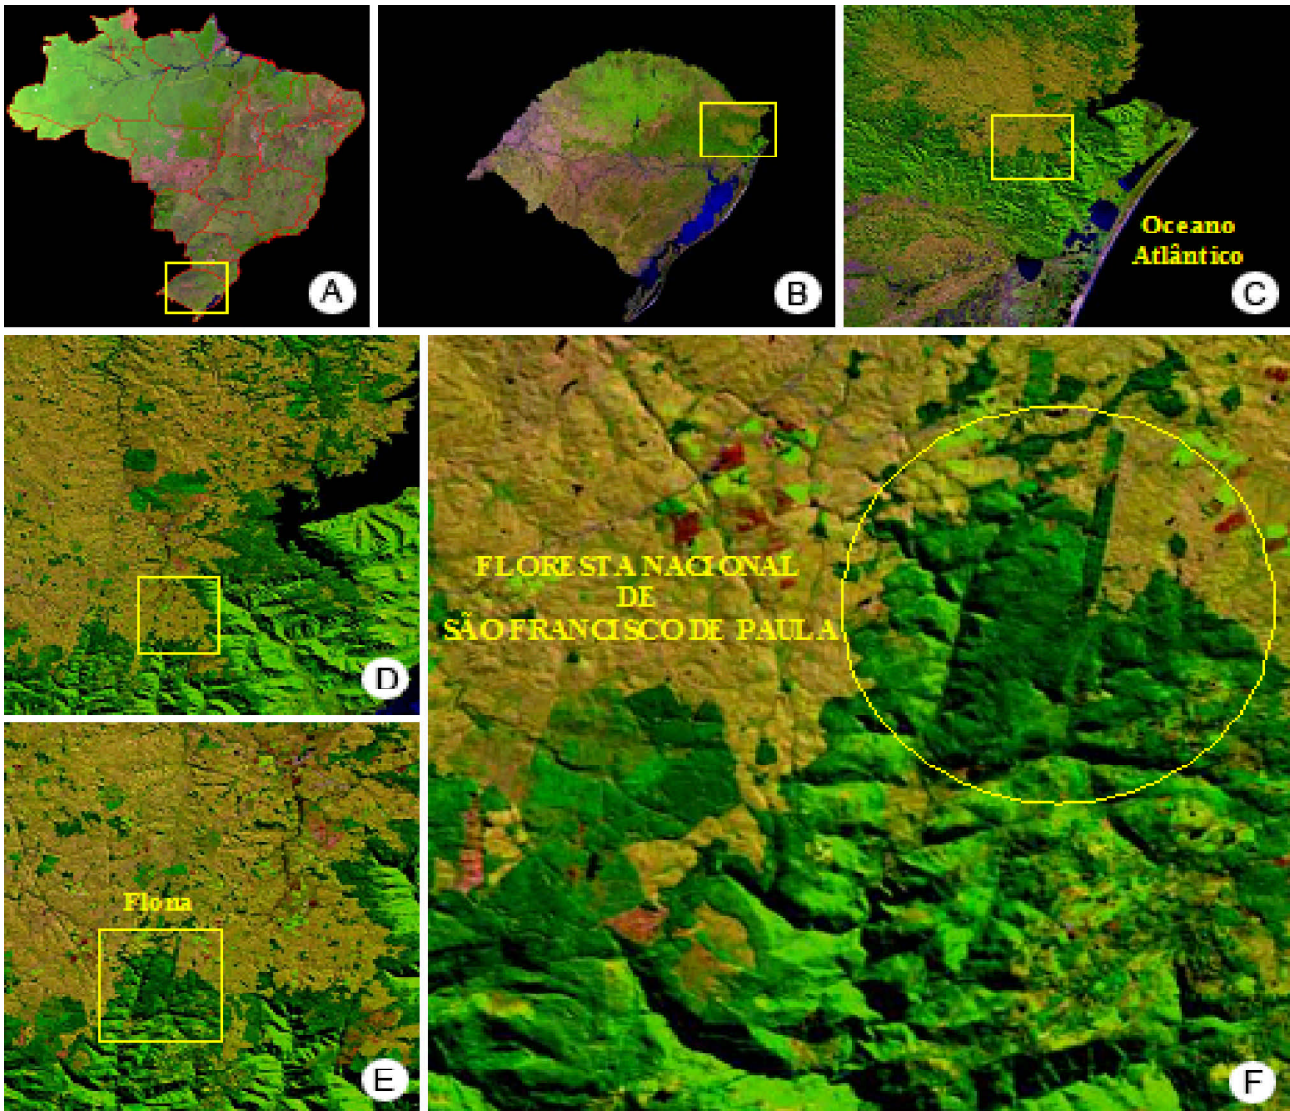 A
B
Oceano
Atlântico
C
D
Flona
E
FLORESTA NACIONAL
DE
SÃO FRANCISCO DE PAULA
F